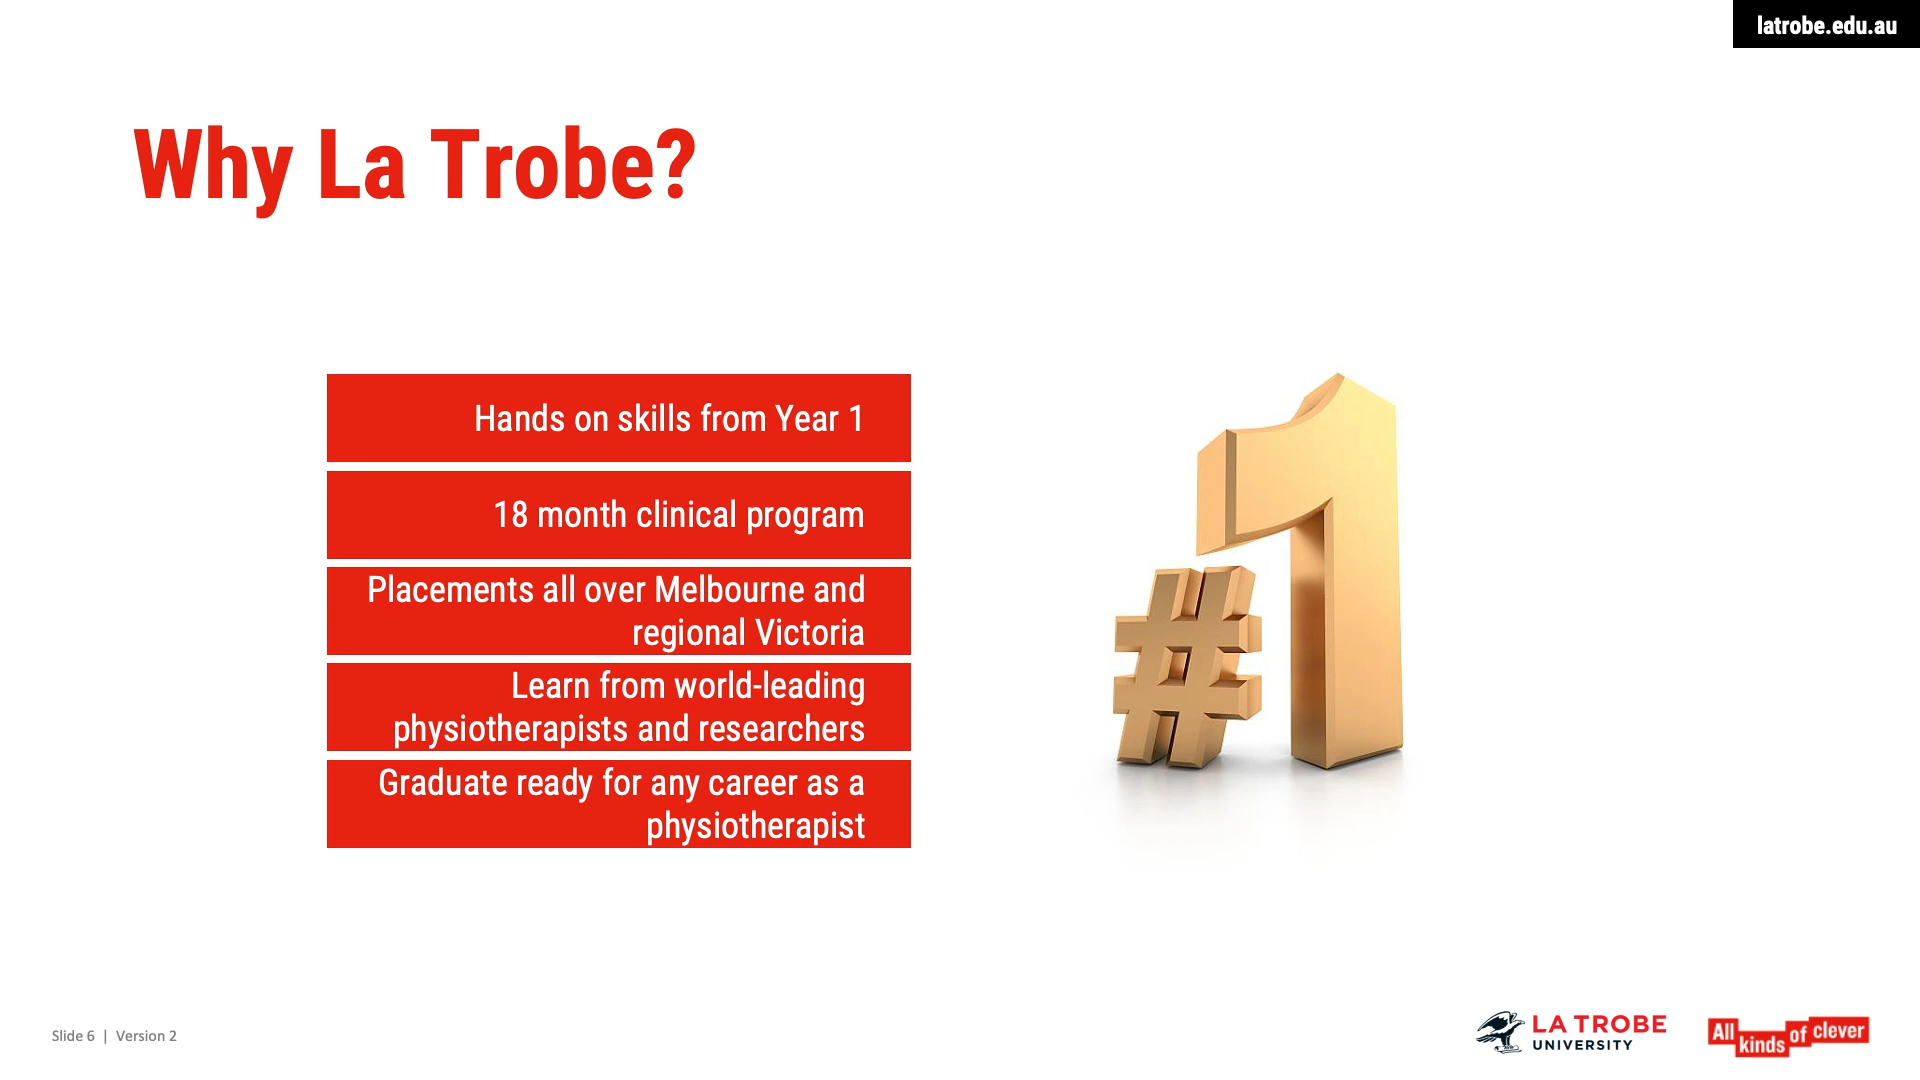 latrobe.edu.au
Why La Trobe?
Hands on skills from Year 1
18 month clinical program
Placements all over Melbourne and
regional Victoria
Learn from world-leading
physiotherapists and researchers
Graduate ready for any career as a
physiotherapist
#1
Slide 6 | Version 2
LA TROBE
UNIVERSITY
All kinds of clever